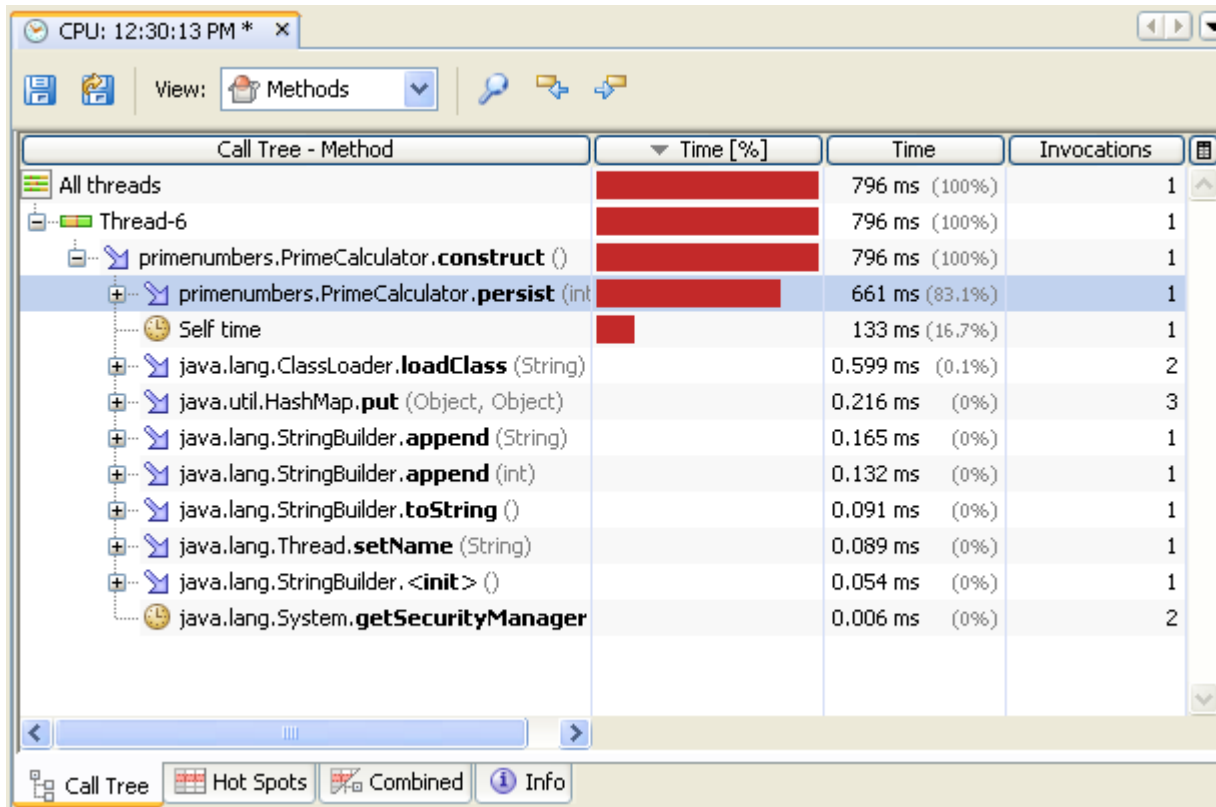 CPU: 12:30:13 PM *
View: Methods
Call Tree - Method Time [%] Time Invocations
All threads 796 ms (100%) 1
Thread-6 796 ms (100%) 1
primenumbers.PrimeCalculator.construct () 796 ms (100%) 1
primenumbers.PrimeCalculator.persist (int 661 ms (83.1%) 1
Self time 133 ms (16.7%) 1
java.lang.ClassLoader.loadClass (String) 0.599 ms (0.1%) 2
java.util.HashMap.put (Object, Object) 0.216 ms (0%) 3
java.lang.StringBuilder.append (String) 0.165 ms (0%) 1
java.lang.StringBuilder.append (int) 0.132 ms (0%) 1
java.lang.StringBuilder.toString () 0.091 ms (0%) 1
java.lang.Thread.setName (String) 0.089 ms (0%) 1
java.lang.StringBuilder.<init> () 0.054 ms (0%) 1
java.lang.System.getSecurityManager 0.006 ms (0%) 2
Call Tree Hot Spots Combined Info